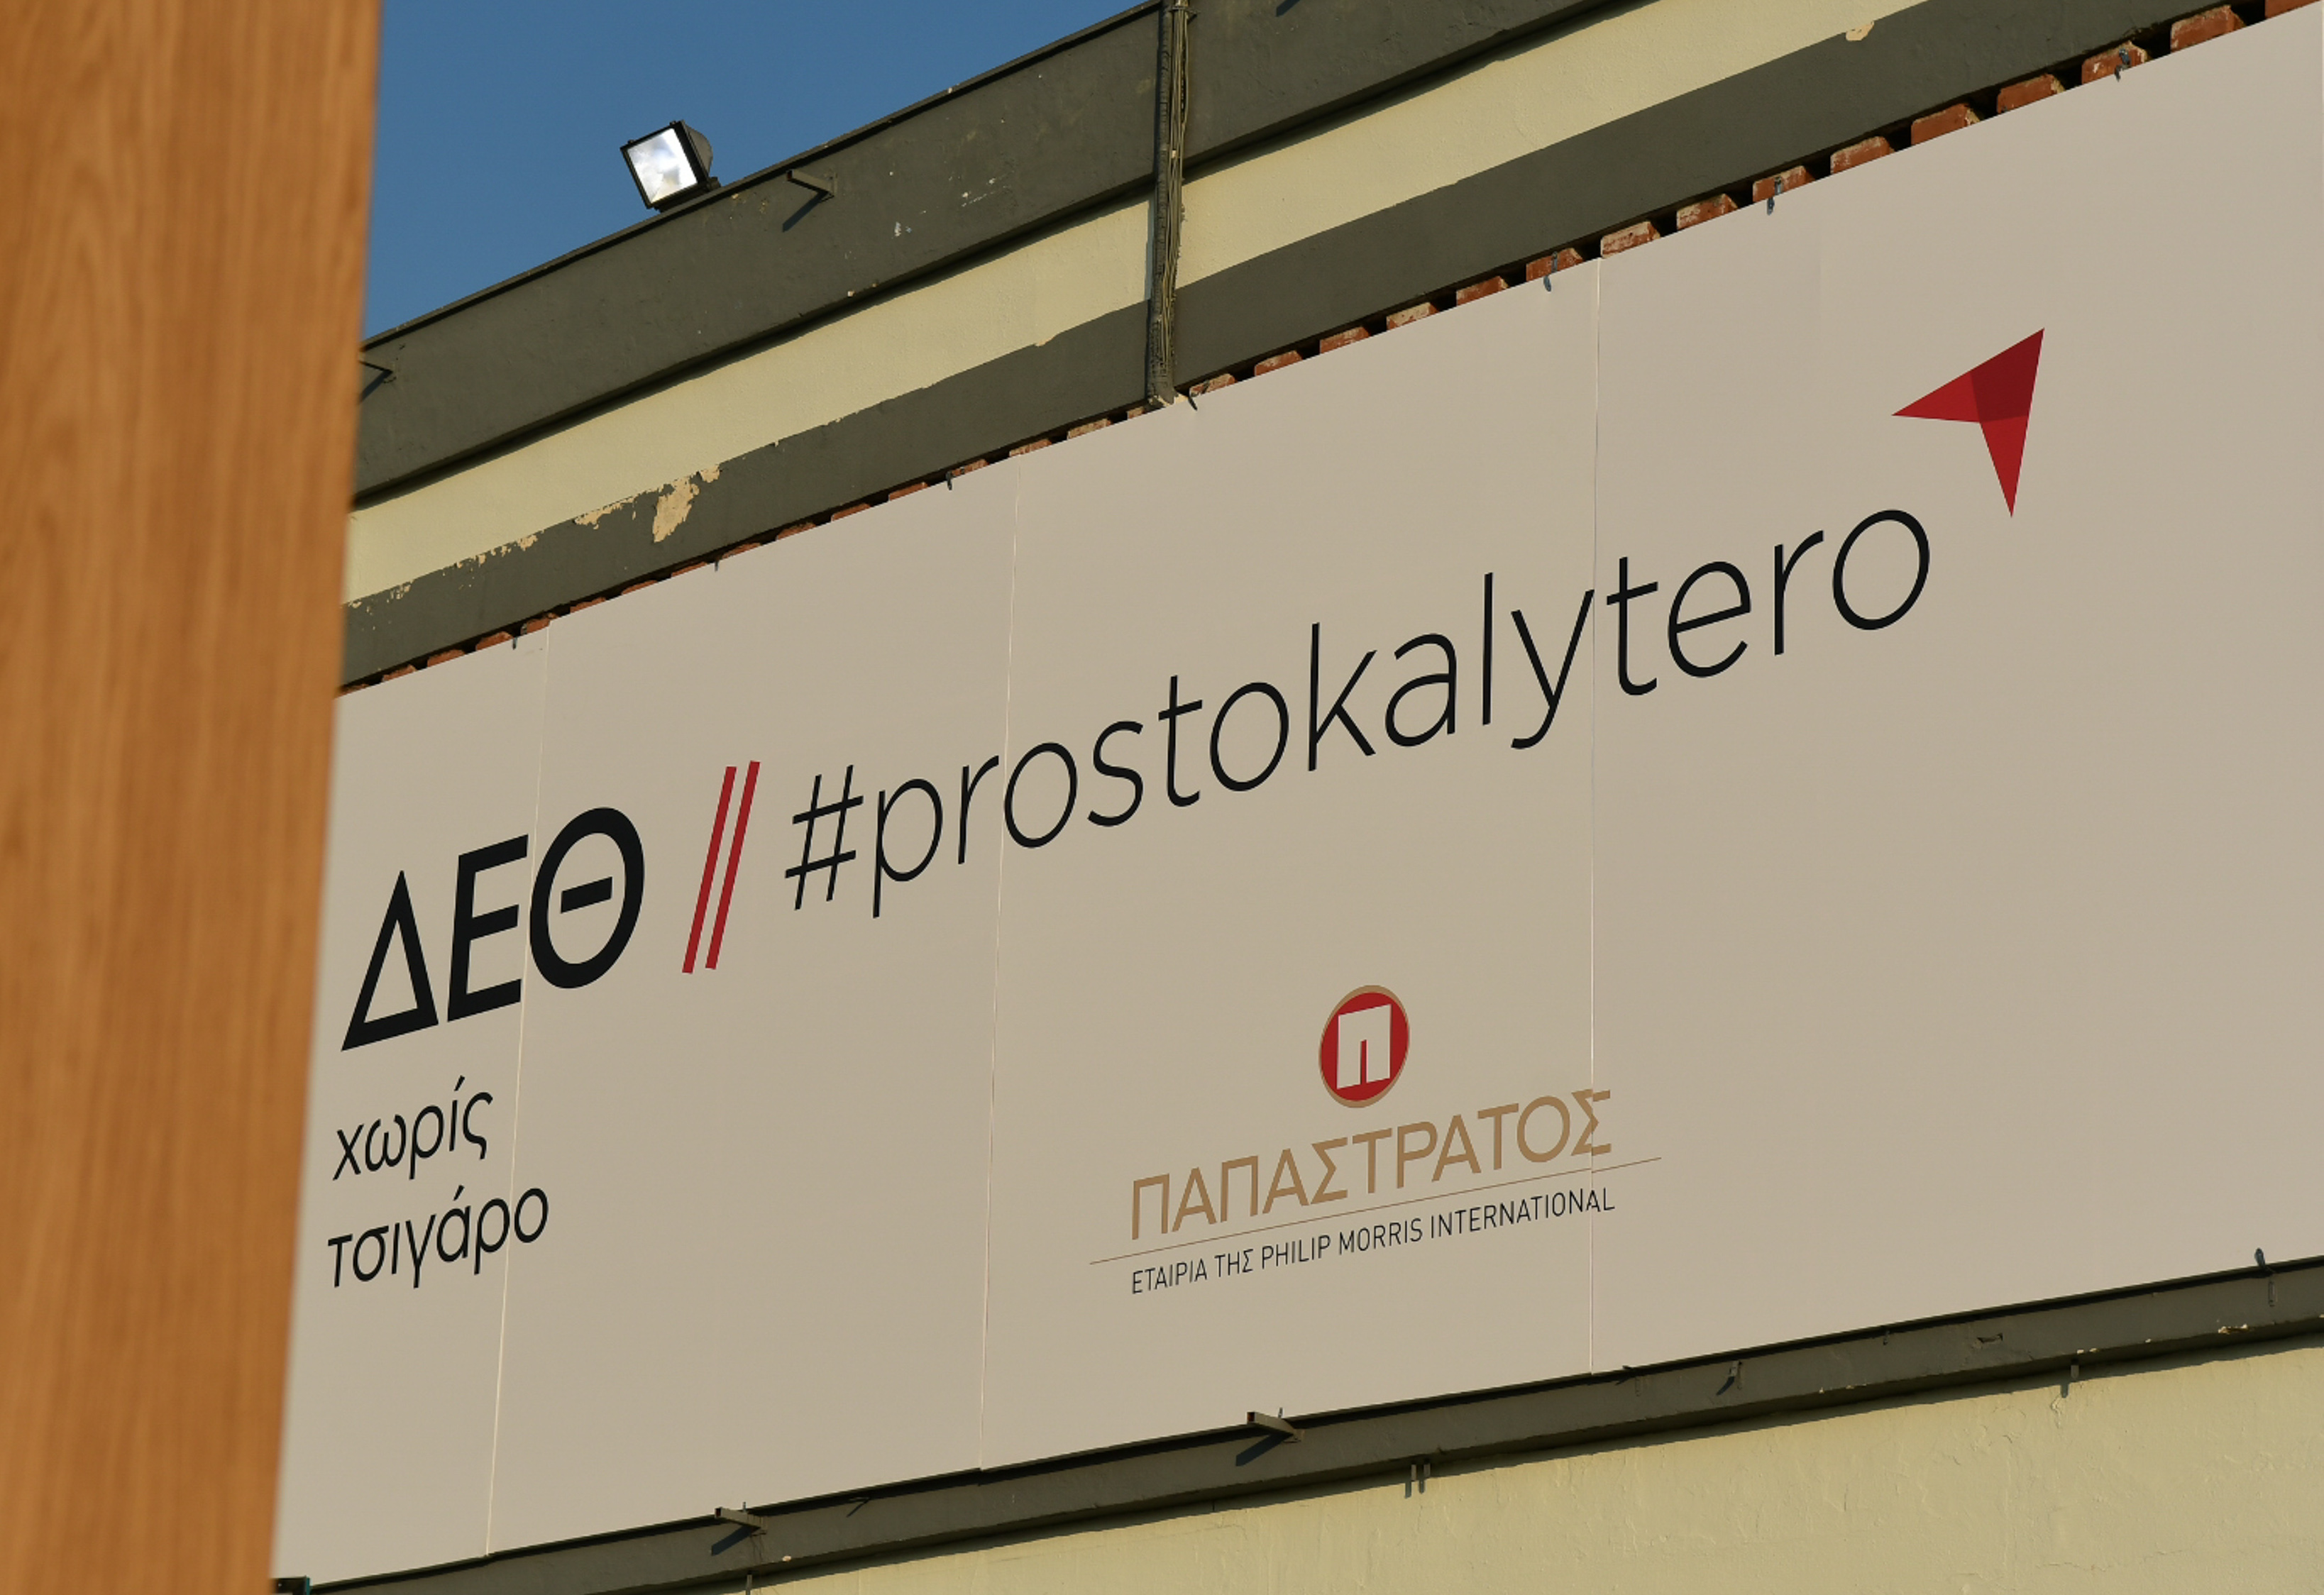 ΔΕΘ // #prostokalytero
χωρίς
τσιγάρο
ΠΑΠΑΣΤΡΑΤΟΣ
ΕΤΑΙΡΙΑ ΤΗΣ PHILIP MORRIS INTERNATIONAL